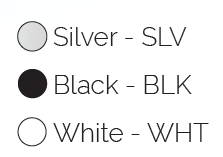 Silver - SLV
Black - BLK
White - WHT